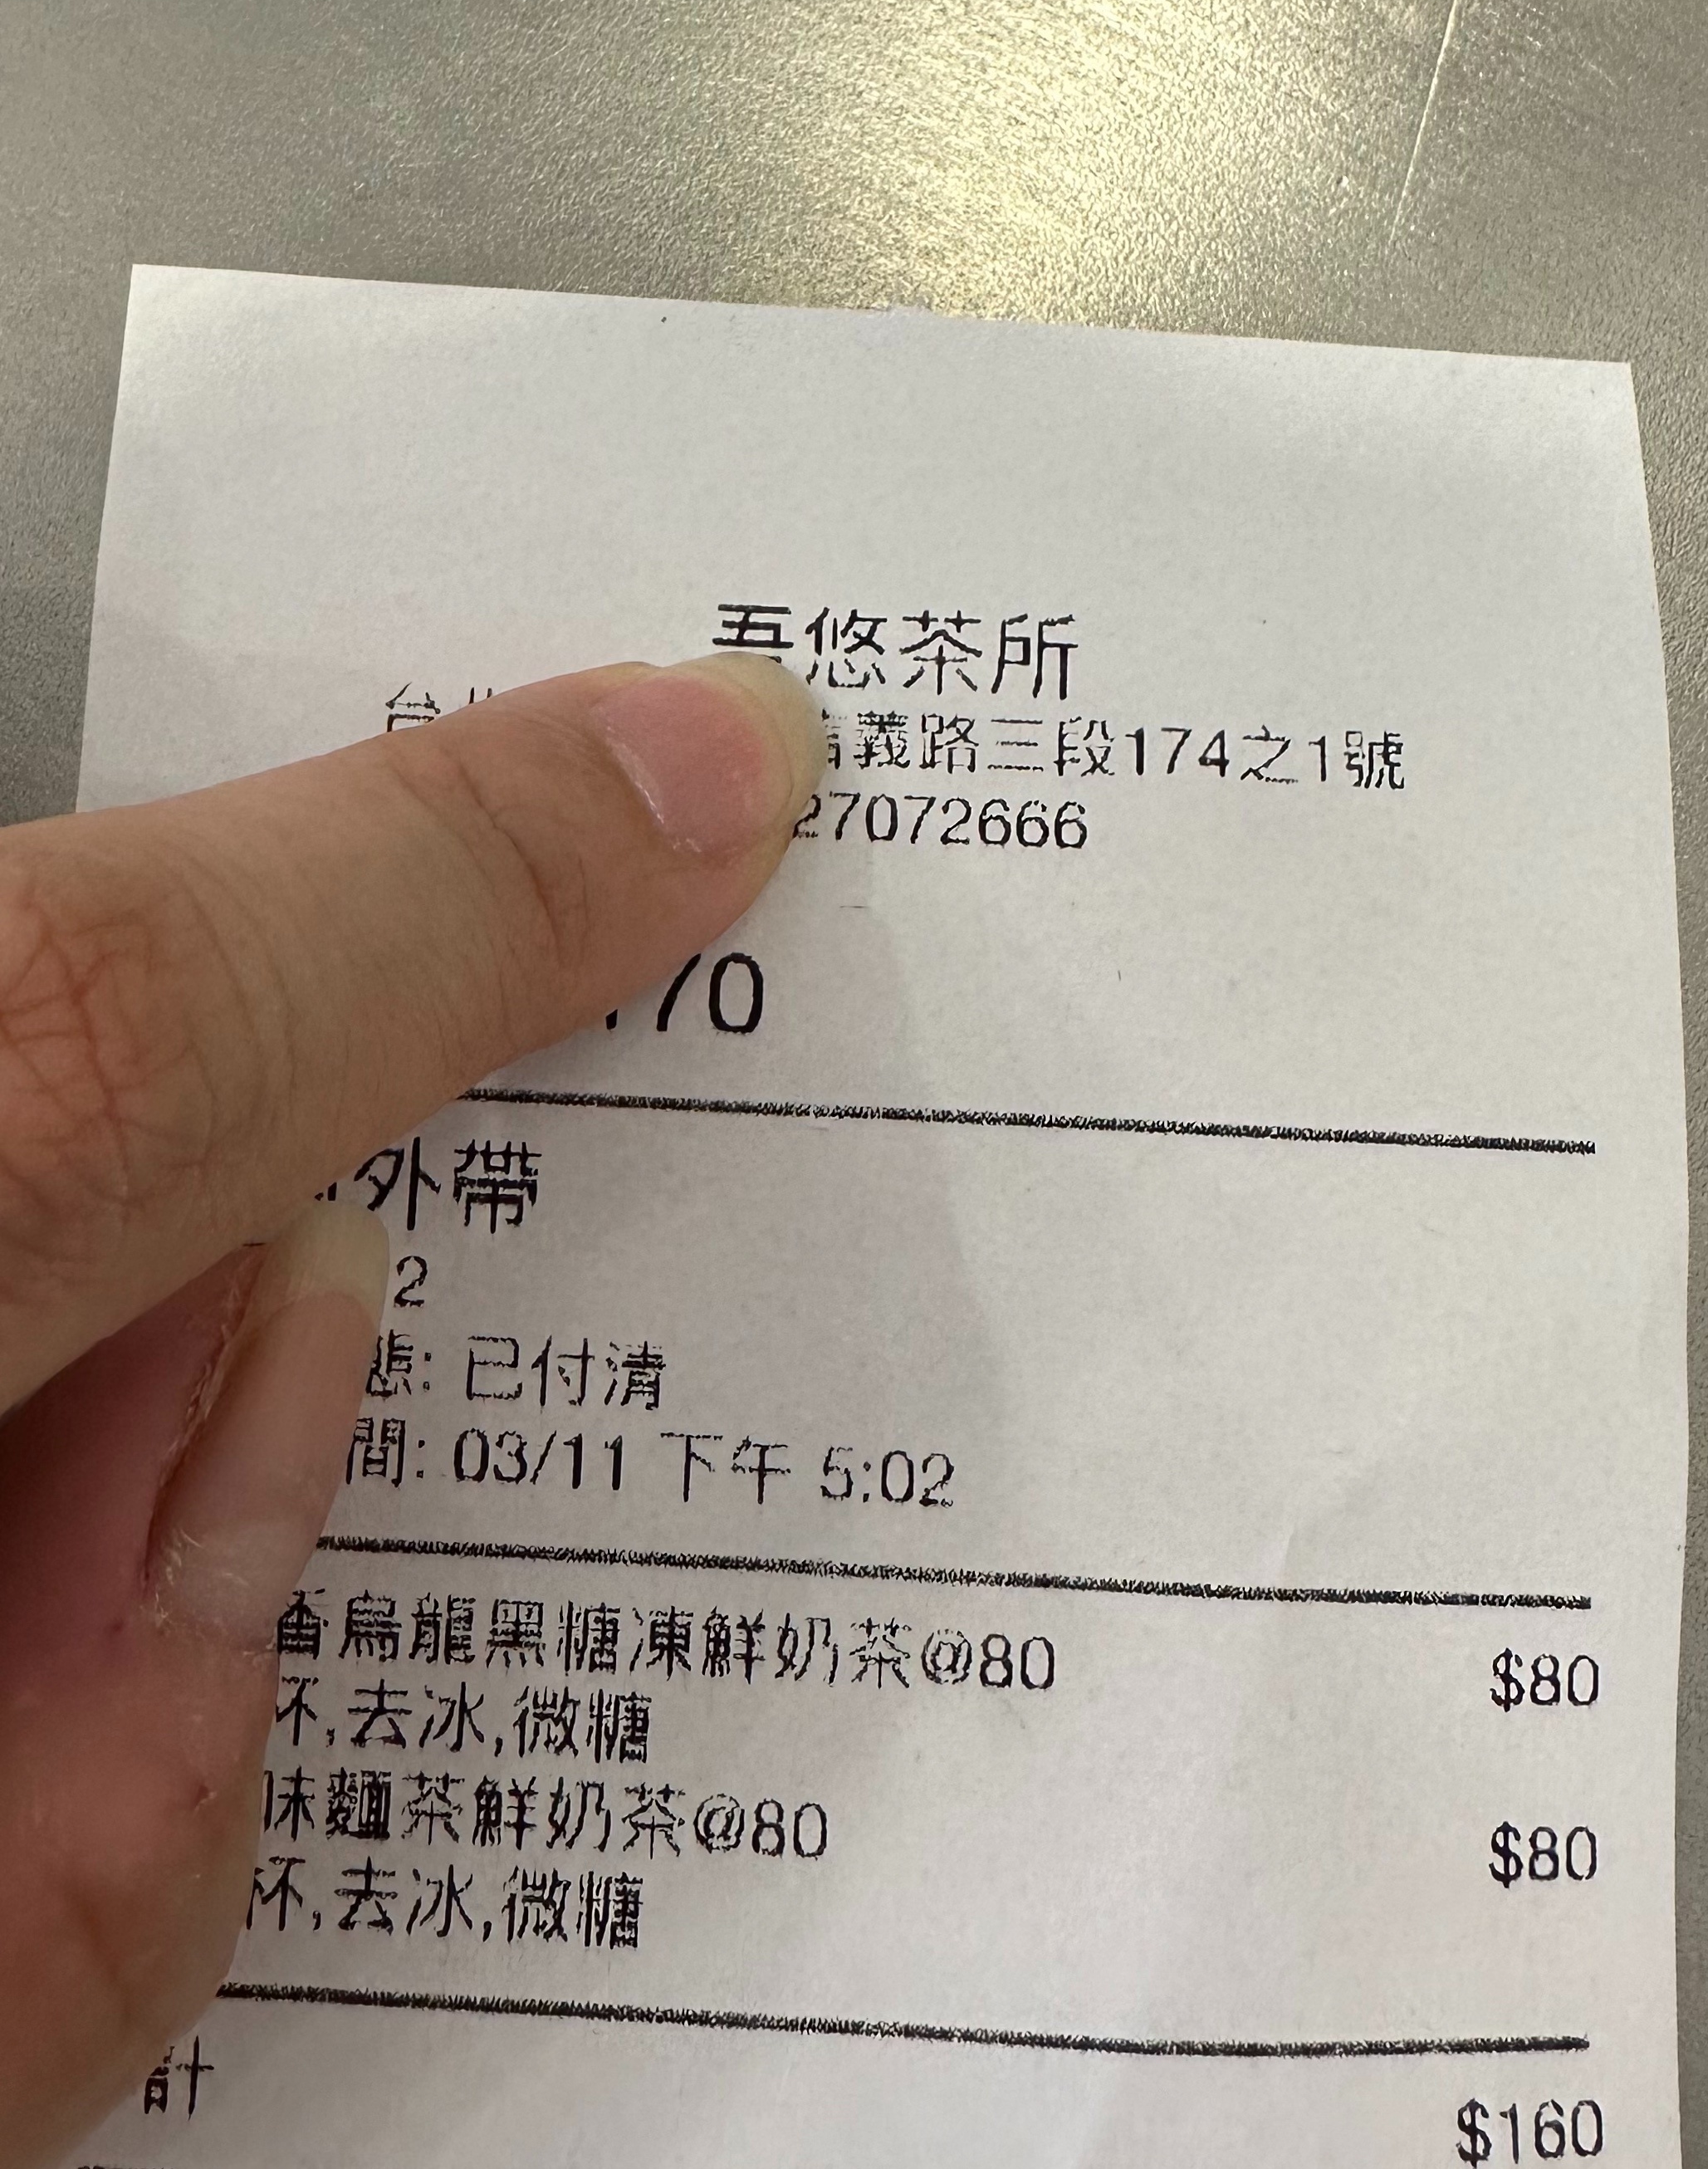 吾悠茶所
信義路三段174之1號
27072666
70
外帶
2
態: 已付清
間: 03/11 下午 5:02
香烏龍黑糖凍鮮奶茶@80 $80
杯,去冰,微糖
味麵茶鮮奶茶@80 $80
杯,去冰,微糖
計 $160